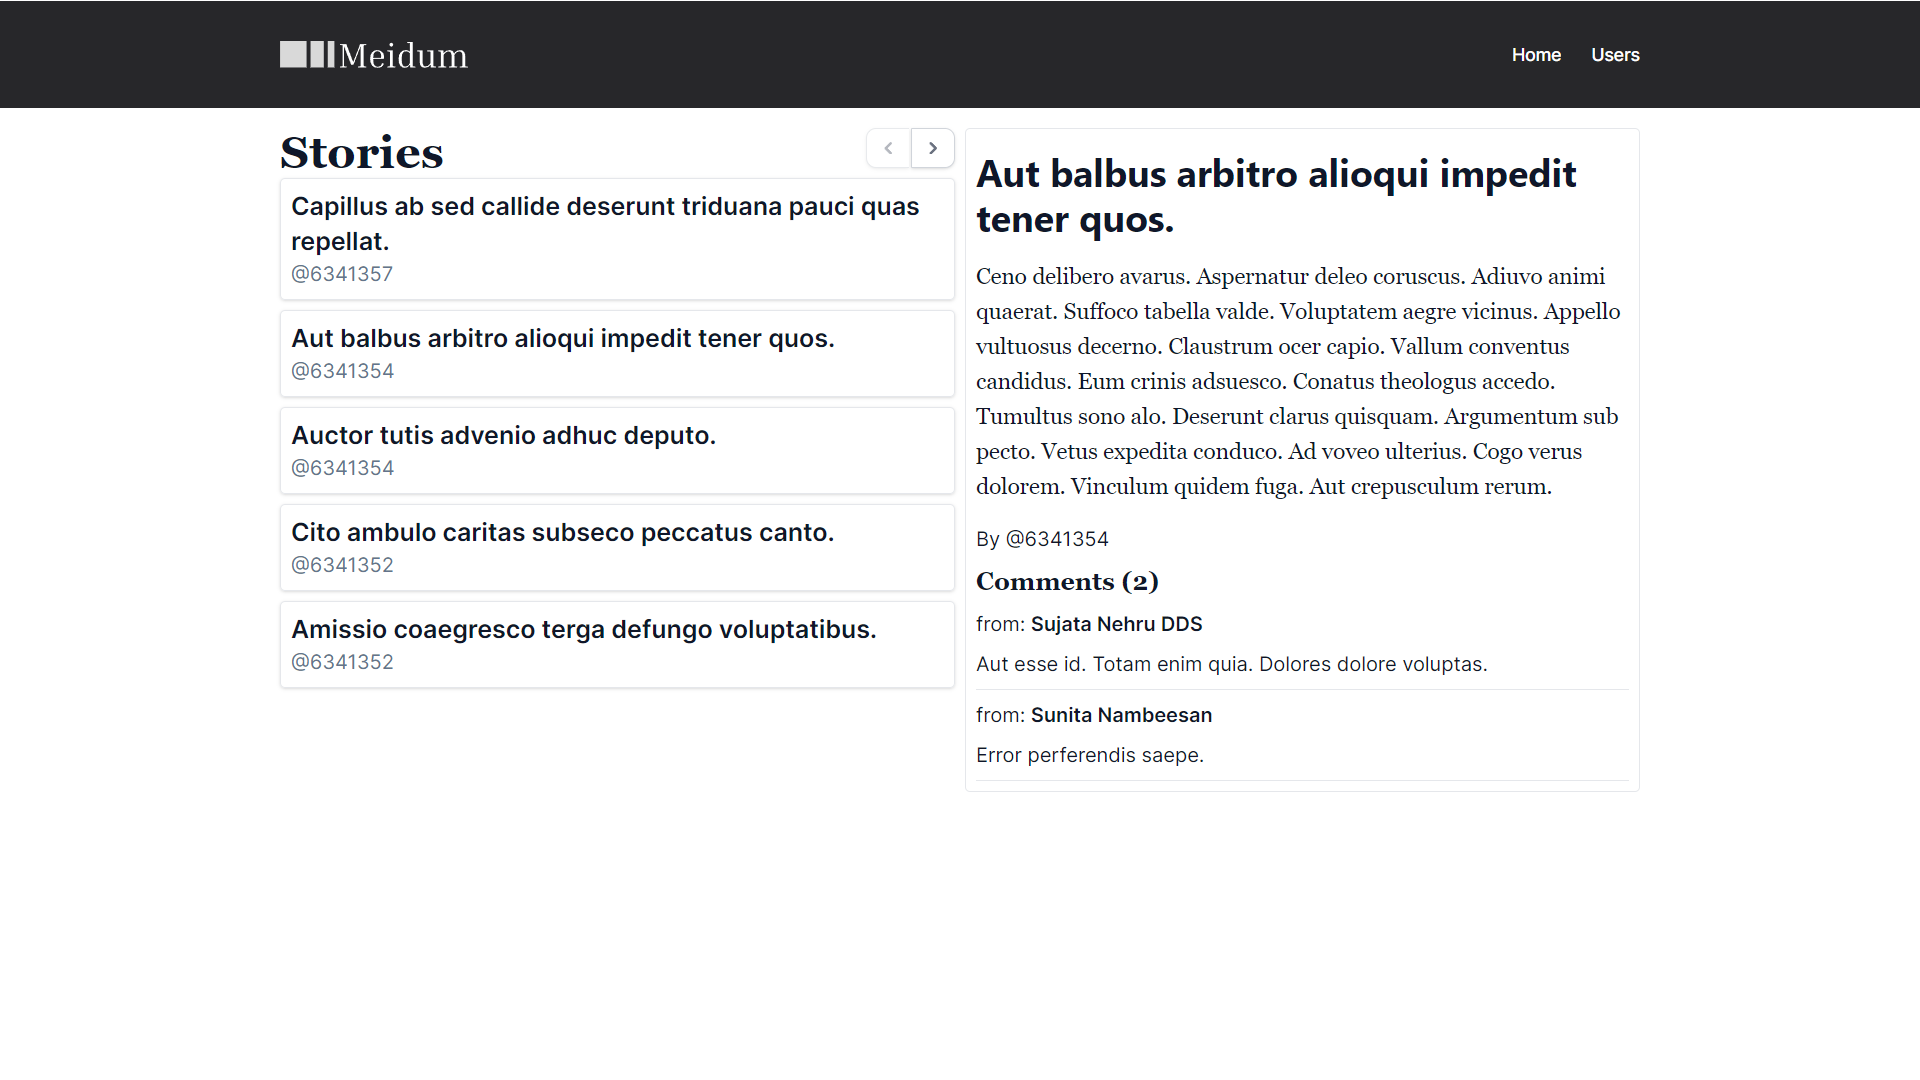 Meidum
Home
Users
Stories
Capillus ab sed callide deserunt triduana pauci quas
repellat.
@6341357
Aut balbus arbitro alioqui impedit tener quos.
@6341354
Auctor tutis advenio adhuc deputo.
@6341354
Cito ambulo caritas subseco peccatus canto.
@6341352
Amissio coaegresco terga defungo voluptatibus.
@6341352
Aut balbus arbitro alioqui impedit
tener quos.
Ceno delibero avarus. Aspernatur deleo coruscus. Adiuvo animi
quaerat. Suffoco tabella valde. Voluptatem aegre vicinus. Appello
vultuosus decerno. Claustrum ocer capio. Vallum conventus
candidus. Eum crinis adsuesco. Conatus theologus accedo.
Tumultus sono alo. Deserunt clarus quisquam. Argumentum sub
pecto. Vetus expedita conduco. Ad voveo ulterius. Cogo verus
dolorem. Vinculum quidem fuga. Aut crepusculum rerum.
By @6341354
Comments (2)
from: Sujata Nehru DDS
Aut esse id. Totam enim quia. Dolores dolore voluptas.
from: Sunita Nambeesan
Error perferendis saepe.